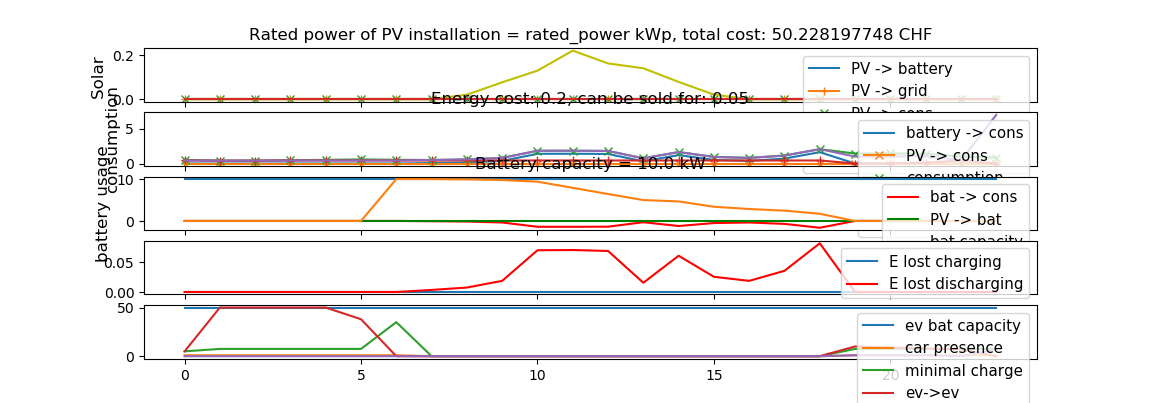 Rated power of PV installation = rated_power kWp, total cost: 50.228197748 CHF
Solar
0.2
0.0
PV -> battery
PV -> grid
PV -> cons
Energy cost: 0.2, can be sold for: 0.05
consumption
5
0
battery -> cons
PV -> cons
consumption
Battery capacity = 10.0 kW
battery usage
10
0
bat -> cons
PV -> bat
bat capacity
0.05
0.00
E lost charging
E lost discharging
50
0
ev bat capacity
car presence
minimal charge
ev->ev
0 5 10 15 20